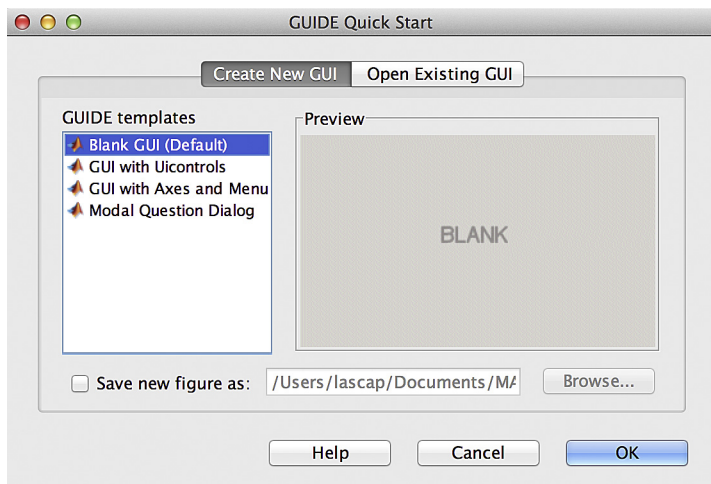 GUIDE Quick Start
Create New GUI Open Existing GUI
GUIDE templates
Preview
Blank GUI (Default)
GUI with Uicontrols
GUI with Axes and Menu
Modal Question Dialog
BLANK
Save new figure as: /Users/lascap/Documents/MA Browse...
Help Cancel OK